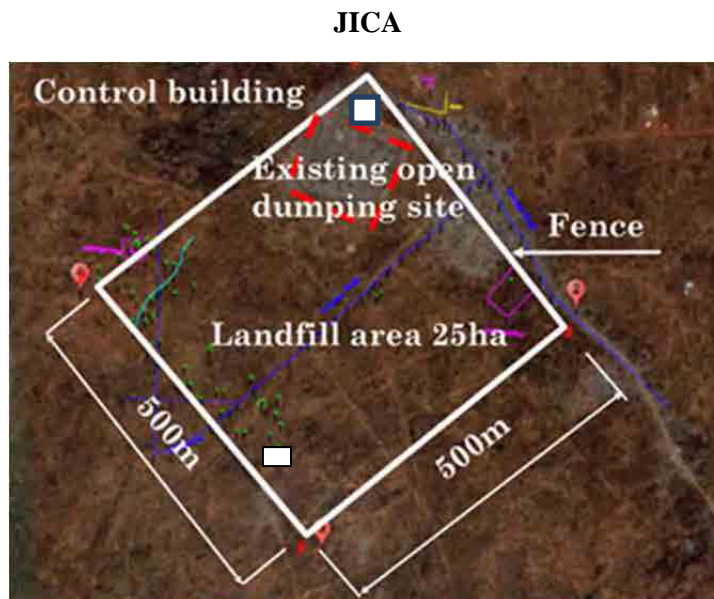 JICA
Control building
Existing open
dumping site
Fence
Landfill area 25ha
500m
500m